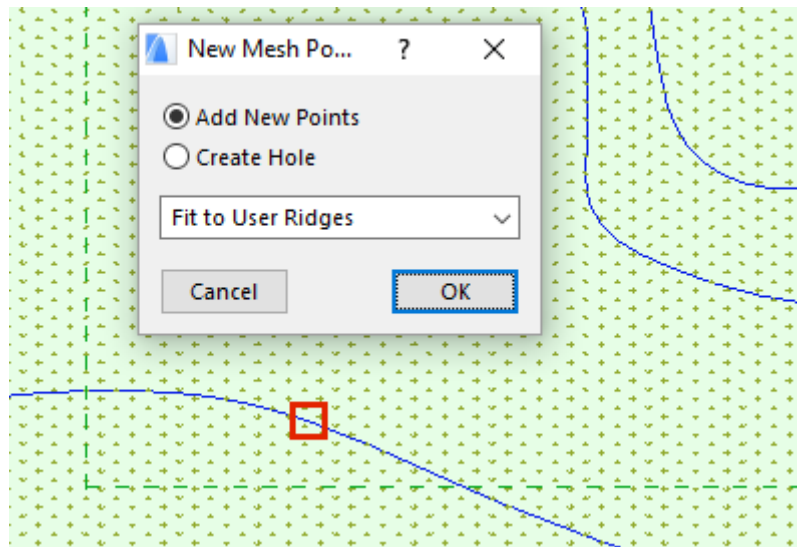 New Mesh Po... ?
Add New Points
Create Hole
Fit to User Ridges
Cancel OK